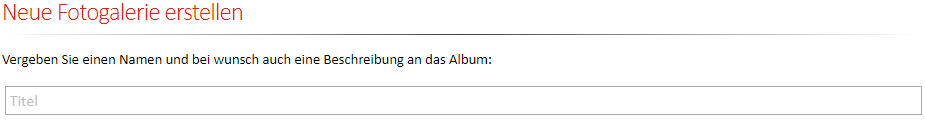 Neue Fotogalerie erstellen
Vergeben Sie einen Namen und bei wunsch auch eine Beschreibung an das Album:
Titel